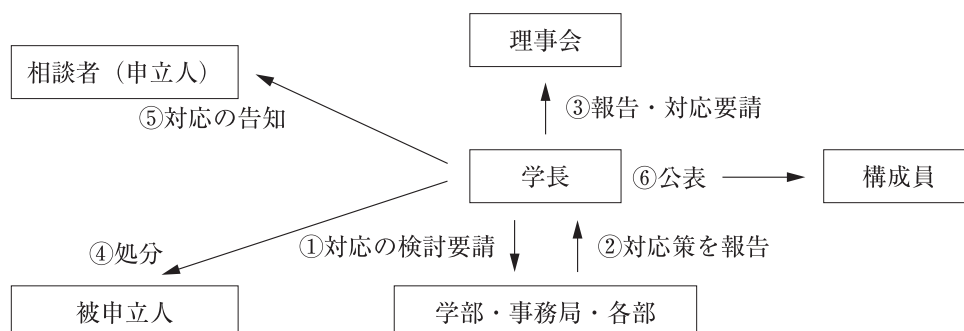 理事会
相談者（申立人）
③報告・対応要請
⑤対応の告知
学長
⑥公表
構成員
④処分
①対応の検討要請
②対応策を報告
被申立人
学部・事務局・各部